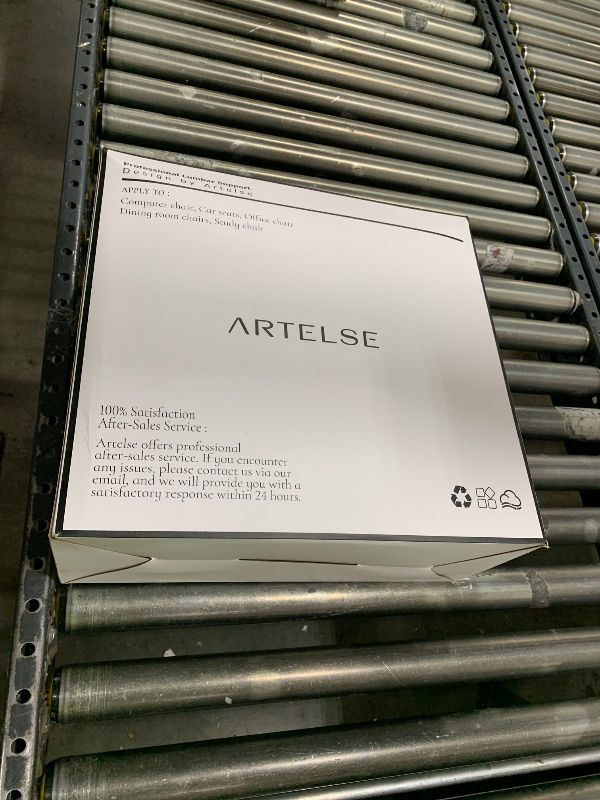 Professional Lumbar Support
Design by Artelse
APPLY TO :
Computer chair, Car seats, Office chair
Dining room chairs, Study chair
ARTELSE
100% Satisfaction
After-Sales Service :
Artelse offers professional
after-sales service. If you encounter
any issues, please contact us via our
email, and we will provide you with a
satisfactory response within 24 hours.